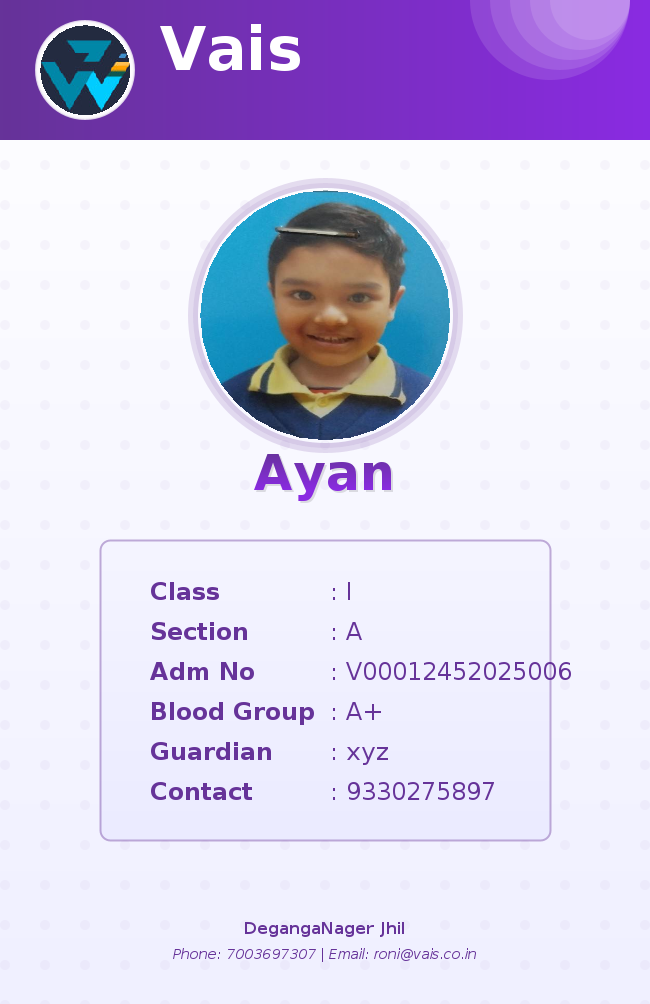 Vais
Ayan
Class : I
Section : A
Adm No : V00012452025006
Blood Group : A+
Guardian : xyz
Contact : 9330275897
DegangaNager Jhil
Phone: 7003697307 | Email: roni@vais.co.in